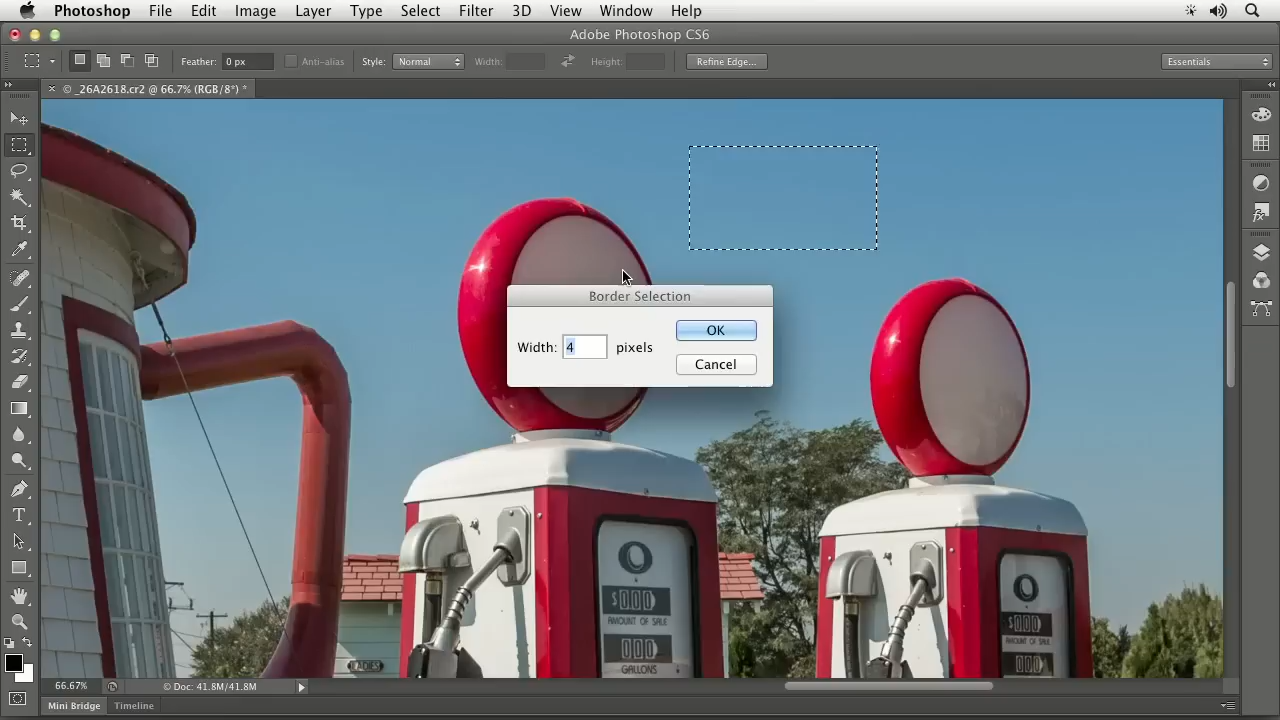 Photoshop File Edit Image Layer Type Select Filter 3D View Window Help
Adobe Photoshop CS6
Feather: 0 px Anti-alias Style: Normal Width: Height: Refine Edge... Essentials
© _26A2618.cr2 @ 66.7% (RGB/8*) *
Border Selection
Width: 4 pixels
OK
Cancel
$000 
AMOUNT OF SALE
000
GALLONS
$000
AMOUNT OF SALE
000
LADIES
66.67% © Doc: 41.8M/41.8M
Mini Bridge Timeline